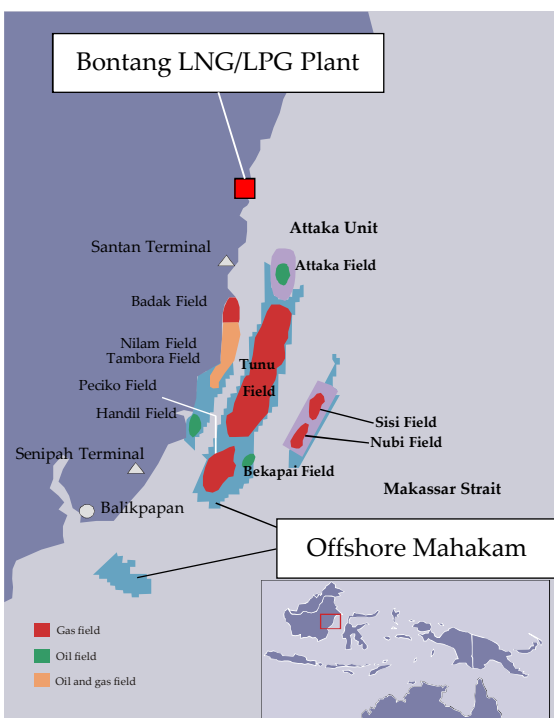 Bontang LNG/LPG Plant
Attaka Unit
Santan Terminal
Attaka Field
Badak Field
Nilam Field
Tambora Field
Tunu
Field
Peciko Field
Handil Field
Sisi Field
Nubi Field
Senipah Terminal
Bekapai Field
Makassar Strait
Balikpapan
Offshore Mahakam
Gas field
Oil field
Oil and gas field